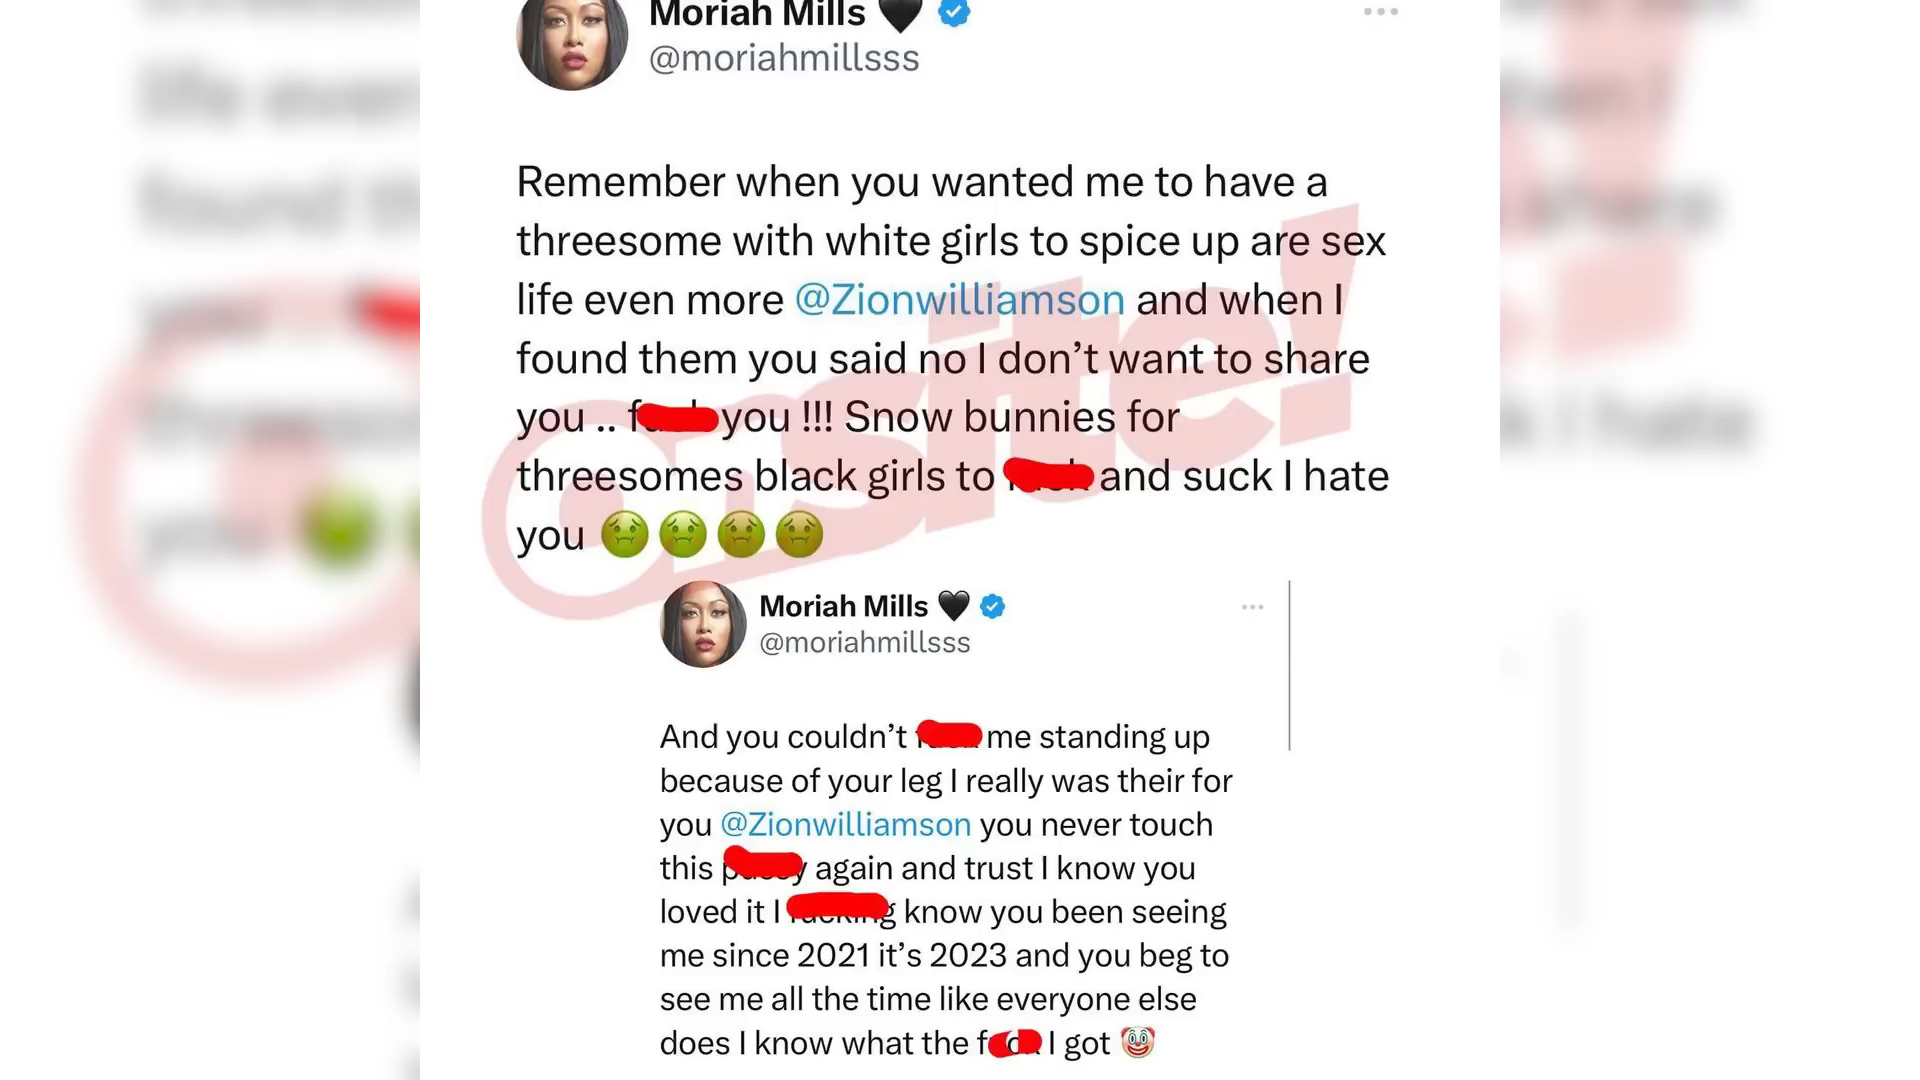 Moriah Mills 🖤
@moriahmillsss
Remember when you wanted me to have a
threesome with white girls to spice up are sex
life even more @Zionwilliamson and when I
found them you said no I don’t want to share
you .. you !!! Snow bunnies for
threesomes black girls to and suck I hate
you 🤢🤢🤢🤢
Onsite!
Moriah Mills 🖤
@moriahmillsss
And you couldn’t me standing up
because of your leg I really was their for
you @Zionwilliamson you never touch
this again and trust I know you
loved it I know you been seeing
me since 2021 it’s 2023 and you beg to
see me all the time like everyone else
does I know what the I got 🤡